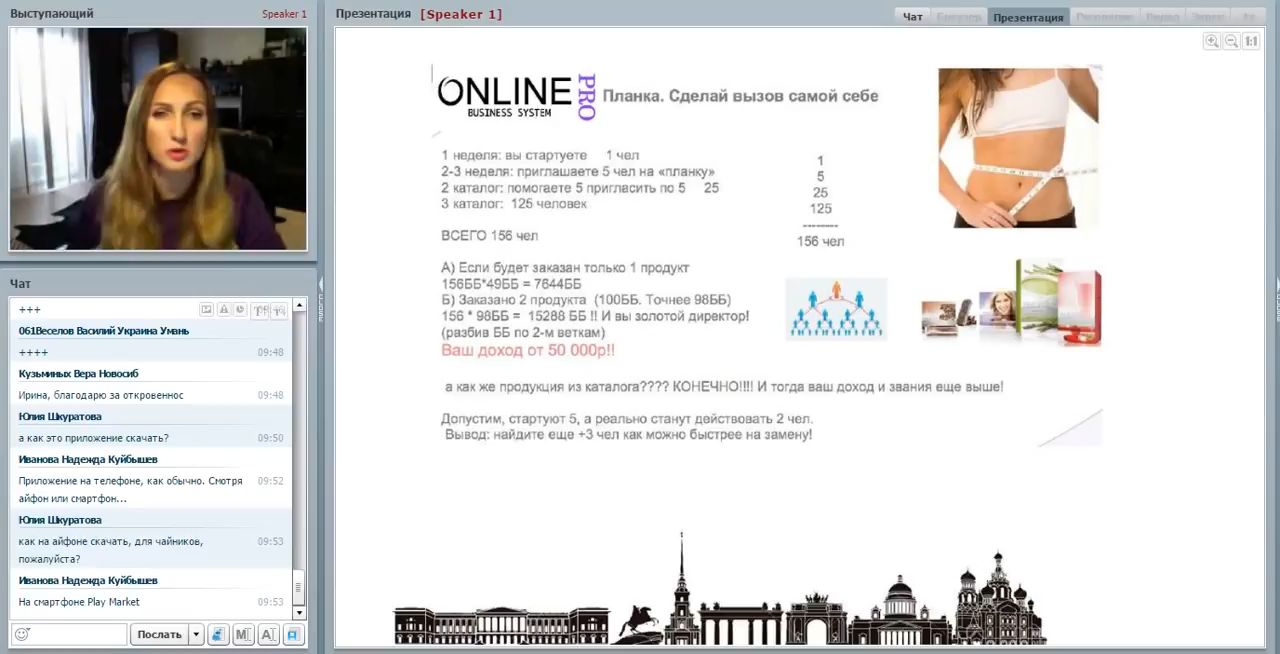 Выступающий
Speaker 1
Чат
+++
061Веселов Василий Украина Умань
++++
09:48
Кузьминых Вера Новосиб
Ирина, благодарю за откровеннос
09:48
Юлия Шкуратова
а как это приложение скачать?
09:50
Иванова Надежда Куйбышев
Приложение на телефоне, как обычно. Смотря
айфон или смартфон...
09:52
Юлия Шкуратова
как на айфоне скачать, для чайников,
пожалуйста?
09:53
Иванова Надежда Куйбышев
На смартфоне Play Market
09:53
Послать
Презентация [Speaker 1]
Чат
Презентация
1:1
ONLINE PRO
BUSINESS SYSTEM
Планка. Сделай вызов самой себе
1 неделя: вы стартуете 1 чел
2-3 неделя: приглашаете 5 чел на «планку»
2 каталог: помогаете 5 пригласить по 5 25
3 каталог: 125 человек
ВСЕГО 156 чел
1
5
25
125
--------
156 чел
А) Если будет заказан только 1 продукт
156ББ*49ББ = 7644ББ
Б) Заказано 2 продукта (100ББ. Точнее 98ББ)
156 * 98ББ = 15288 ББ !! И вы золотой директор!
(разбив ББ по 2-м веткам)
Ваш доход от 50 000р!!
а как же продукция из каталога???? КОНЕЧНО!!!! И тогда ваш доход и звания еще выше!
Допустим, стартуют 5, а реально станут действовать 2 чел.
Вывод: найдите еще +3 чел как можно быстрее на замену!